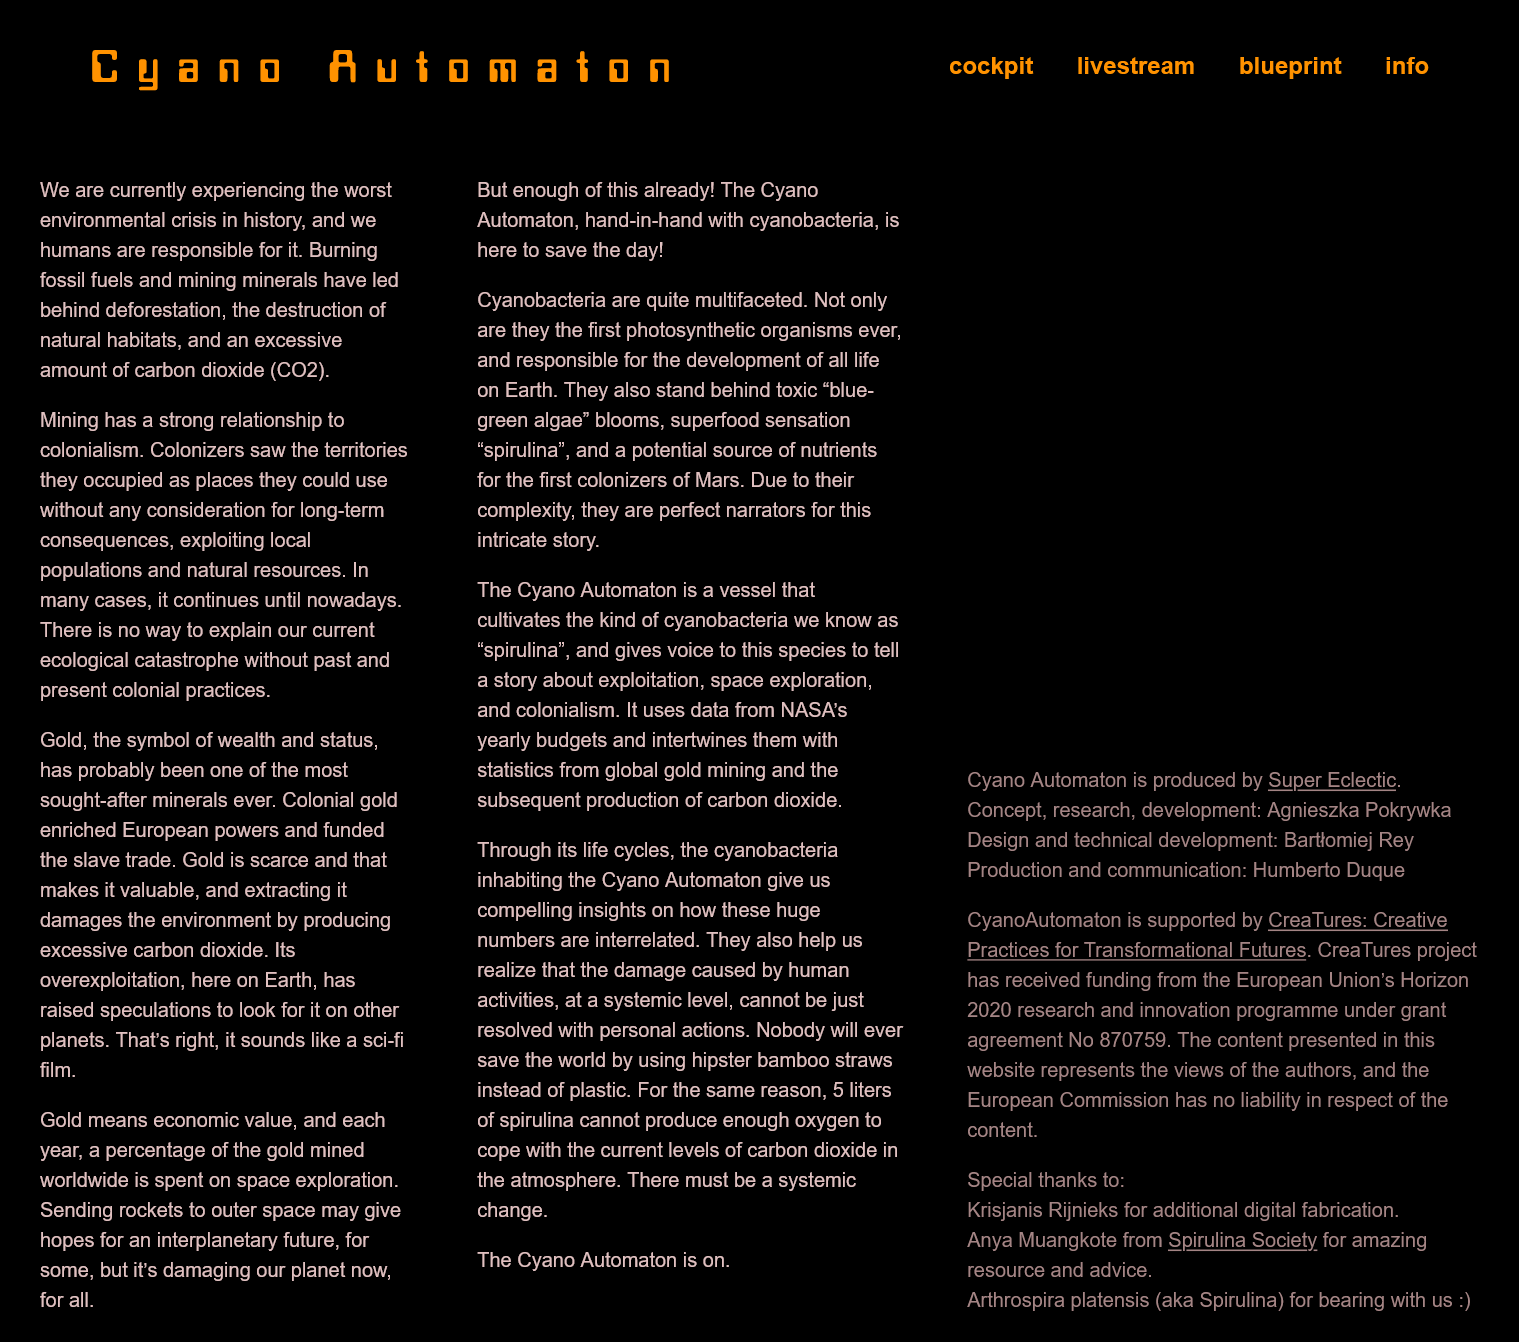 Cyano Automaton
cockpit livestream blueprint info
We are currently experiencing the worst
environmental crisis in history, and we
humans are responsible for it. Burning
fossil fuels and mining minerals have led
behind deforestation, the destruction of
natural habitats, and an excessive
amount of carbon dioxide (CO2).
Mining has a strong relationship to
colonialism. Colonizers saw the territories
they occupied as places they could use
without any consideration for long-term
consequences, exploiting local
populations and natural resources. In
many cases, it continues until nowadays.
There is no way to explain our current
ecological catastrophe without past and
present colonial practices.
Gold, the symbol of wealth and status,
has probably been one of the most
sought-after minerals ever. Colonial gold
enriched European powers and funded
the slave trade. Gold is scarce and that
makes it valuable, and extracting it
damages the environment by producing
excessive carbon dioxide. Its
overexploitation, here on Earth, has
raised speculations to look for it on other
planets. That’s right, it sounds like a sci-fi
film.
Gold means economic value, and each
year, a percentage of the gold mined
worldwide is spent on space exploration.
Sending rockets to outer space may give
hopes for an interplanetary future, for
some, but it’s damaging our planet now,
for all.
But enough of this already! The Cyano
Automaton, hand-in-hand with cyanobacteria, is
here to save the day!
Cyanobacteria are quite multifaceted. Not only
are they the first photosynthetic organisms ever,
and responsible for the development of all life
on Earth. They also stand behind toxic “blue-
green algae” blooms, superfood sensation
“spirulina”, and a potential source of nutrients
for the first colonizers of Mars. Due to their
complexity, they are perfect narrators for this
intricate story.
The Cyano Automaton is a vessel that
cultivates the kind of cyanobacteria we know as
“spirulina”, and gives voice to this species to tell
a story about exploitation, space exploration,
and colonialism. It uses data from NASA’s
yearly budgets and intertwines them with
statistics from global gold mining and the
subsequent production of carbon dioxide.
Through its life cycles, the cyanobacteria
inhabiting the Cyano Automaton give us
compelling insights on how these huge
numbers are interrelated. They also help us
realize that the damage caused by human
activities, at a systemic level, cannot be just
resolved with personal actions. Nobody will ever
save the world by using hipster bamboo straws
instead of plastic. For the same reason, 5 liters
of spirulina cannot produce enough oxygen to
cope with the current levels of carbon dioxide in
the atmosphere. There must be a systemic
change.
The Cyano Automaton is on.
Cyano Automaton is produced by Super Eclectic.
Concept, research, development: Agnieszka Pokrywka
Design and technical development: Bartłomiej Rey
Production and communication: Humberto Duque
CyanoAutomaton is supported by CreaTures: Creative
Practices for Transformational Futures. CreaTures project
has received funding from the European Union’s Horizon
2020 research and innovation programme under grant
agreement No 870759. The content presented in this
website represents the views of the authors, and the
European Commission has no liability in respect of the
content.
Special thanks to:
Krisjanis Rijnieks for additional digital fabrication.
Anya Muangkote from Spirulina Society for amazing
resource and advice.
Arthrospira platensis (aka Spirulina) for bearing with us :)